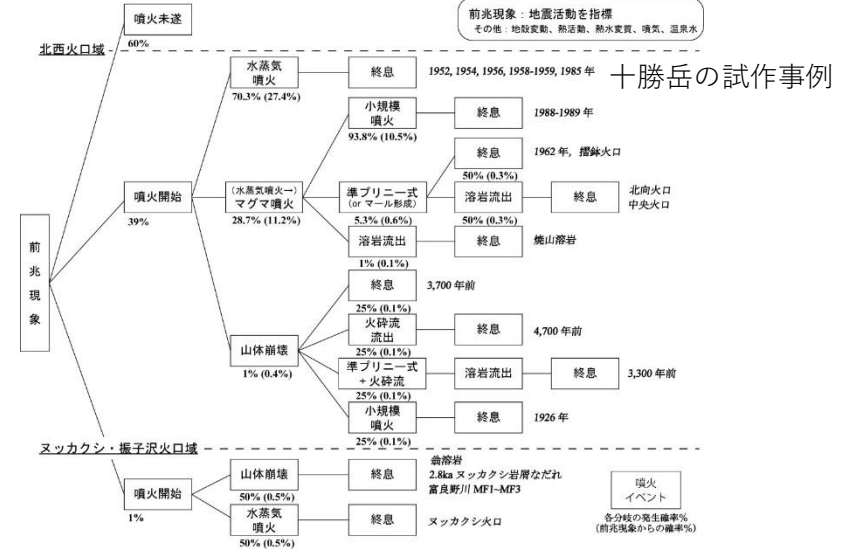 噴火未遂
60%
前兆現象：地震活動を指標
その他：地殻変動、熱活動、熱水変質、噴気、温泉水
北西火口域
十勝岳の試作事例
水蒸気
噴火
70.3% (27.4%)
終息
1952, 1954, 1956, 1958-1959, 1985 年
小規模
噴火
93.8% (10.5%)
終息
1988-1989 年
終息
50% (0.3%)
1962 年, 摺鉢火口
噴火開始
39%
(水蒸気噴火→)
マグマ噴火
28.7% (11.2%)
準プリニー式
(or マール形成)
5.3% (0.6%)
溶岩流出
50% (0.3%)
終息
北向火口
中央火口
溶岩流出
1% (0.1%)
終息
焼山溶岩
前
兆
現
象
終息
25% (0.1%)
3,700 年前
山体崩壊
1% (0.4%)
火砕流
流出
25% (0.1%)
終息
4,700 年前
準プリニー式
+ 火砕流
25% (0.1%)
溶岩流出
終息
3,300 年前
小規模
噴火
25% (0.1%)
終息
1926 年
ヌッカクシ・振子沢火口域
噴火開始
1%
山体崩壊
50% (0.5%)
終息
翁溶岩
2.8ka ヌッカクシ岩屑なだれ
富良野川 MF1~MF3
水蒸気
噴火
50% (0.5%)
終息
ヌッカクシ火口
噴火
イベント
各分岐の発生確率%
(前兆現象からの確率%)